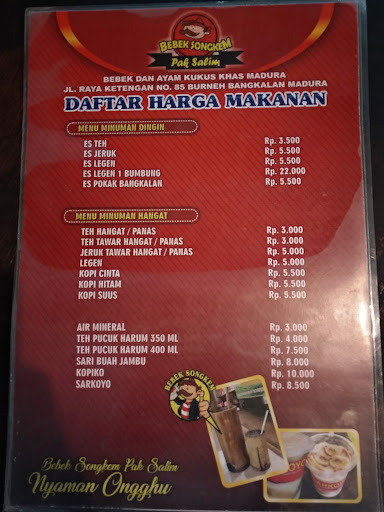 BEBEK SONGKEM
Pak Salim
BEBEK DAN AYAM KUKUS KHAS MADURA
JL. RAYA KETENGAN NO. 85 BURNEH BANGKALAN MADURA
DAFTAR HARGA MAKANAN
MENU MINUMAN DINGIN
ES TEH Rp. 3.500
ES JERUK Rp. 5.500
ES LEGEN Rp. 5.500
ES LEGEN 1 BUMBUNG Rp. 22.000
ES POKAK BANGKALAN Rp. 5.500
MENU MINUMAN HANGAT
TEH HANGAT / PANAS Rp. 3.000
TEH TAWAR HANGAT / PANAS Rp. 3.000
JERUK TAWAR HANGAT / PANAS Rp. 5.000
LEGEN Rp. 5.000
KOPI CINTA Rp. 5.500
KOPI HITAM Rp. 5.500
KOPI SUUS Rp. 5.500
AIR MINERAL Rp. 3.000
TEH PUCUK HARUM 350 ML Rp. 4.000
TEH PUCUK HARUM 400 ML Rp. 7.500
SARI BUAH JAMBU Rp. 8.000
KOPIKO Rp. 10.000
SARKOYO Rp. 8.500
BEBEK SONGKEM
Bebek Songkem Pak Salim
Nyaman Ongghu